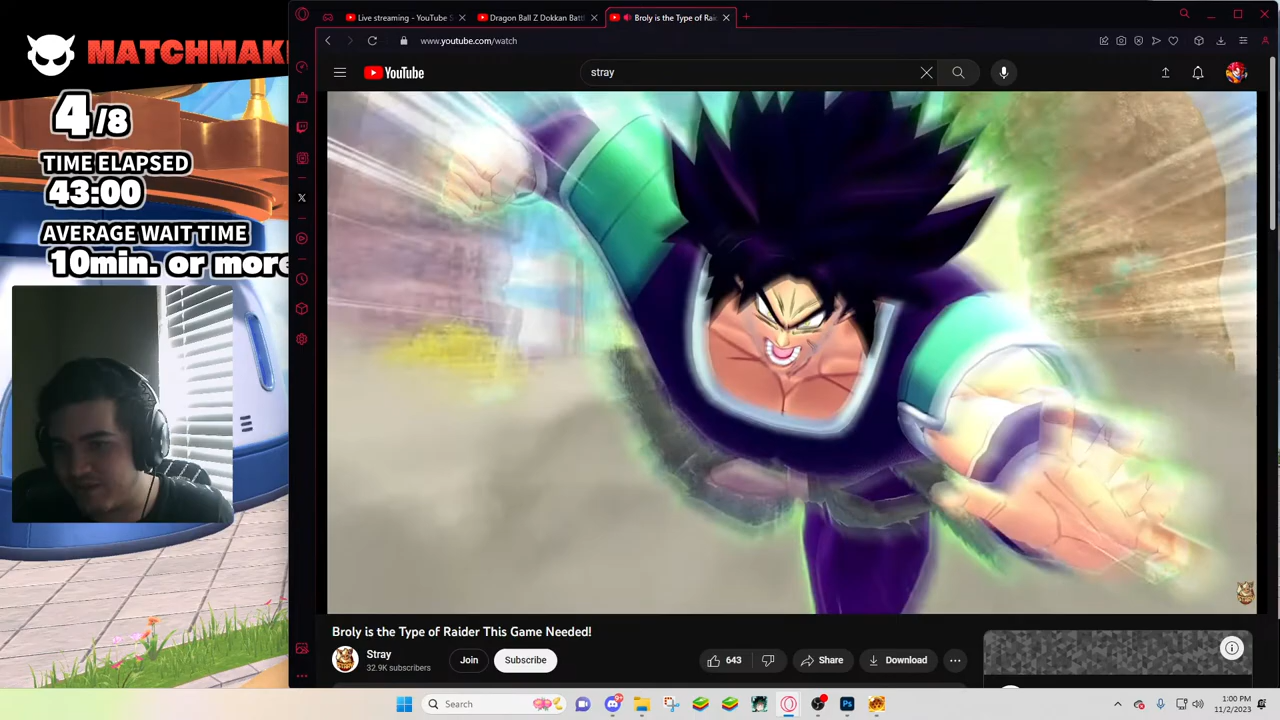 MATCHMAK
4/8
TIME ELAPSED
43:00
AVERAGE WAIT TIME
10min. or more
Live streaming - YouTube S
Dragon Ball Z Dokkan Batt
Broly is the Type of Rai
www.youtube.com/watch
YouTube
stray
Broly is the Type of Raider This Game Needed!
Stray
32.9K subscribers
Join
Subscribe
643
Share
Download
Search
9+
1:00 PM
11/2/2023